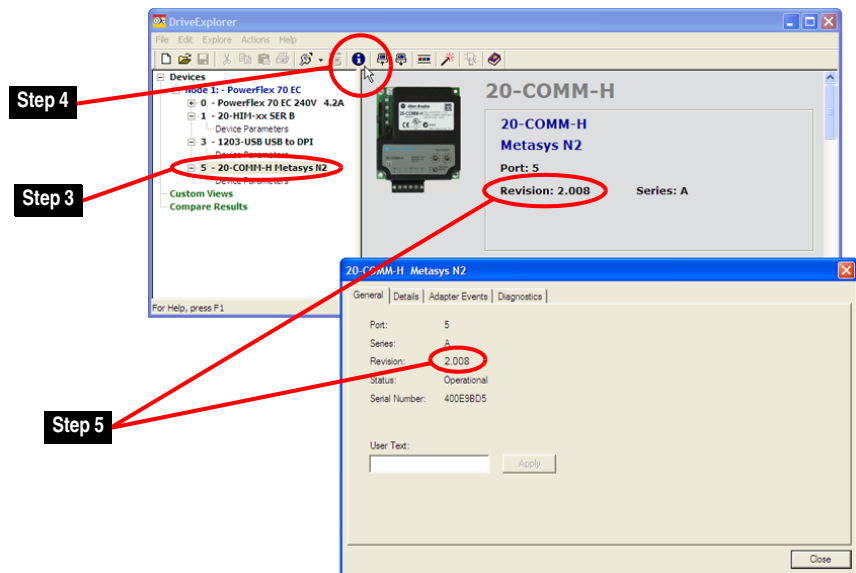 DriveExplorer
File Edit Explore Actions Help
Devices
Node 1: - PowerFlex 70 EC
0 - PowerFlex 70 EC 240V 4.2A
1 - 20-HIM-xx SER B
Device Parameters
3 - 1203-USB USB to DPI
Device Parameters
5 - 20-COMM-H Metasys N2
Device Parameters
Custom Views
Compare Results
For Help, press F1
Step 4
Step 3
Step 5
20-COMM-H
Allen-Bradley
20-COMM-H
Metasys N2
Port: 5
Revision: 2.008 Series: A
20-COMM-H Metasys N2
General Details Adapter Events Diagnostics
Port: 5
Series: A
Revision: 2.008
Status: Operational
Serial Number: 400E9BD5
User Text:
Apply
Close